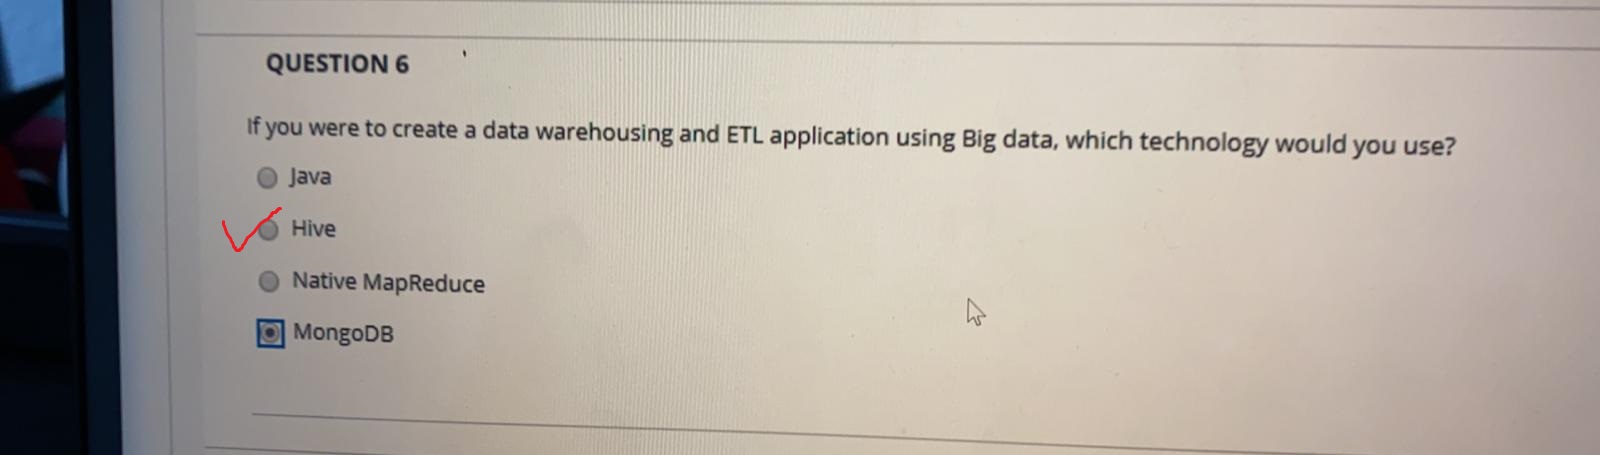 QUESTION 6
If you were to create a data warehousing and ETL application using Big data, which technology would you use?
Java
Hive
Native MapReduce
MongoDB